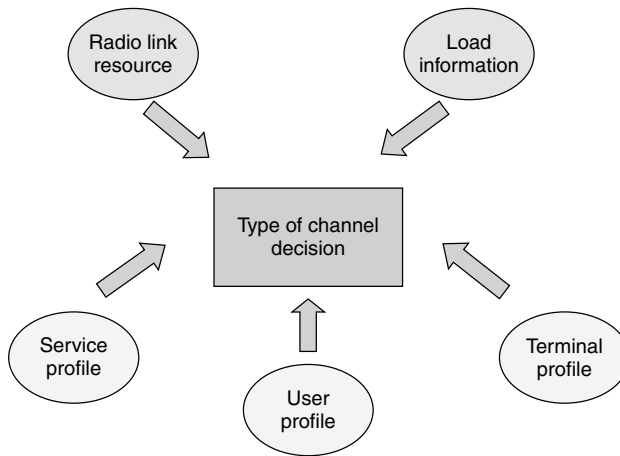 Radio link
resource
Load
information
Type of channel
decision
Service
profile
User
profile
Terminal
profile